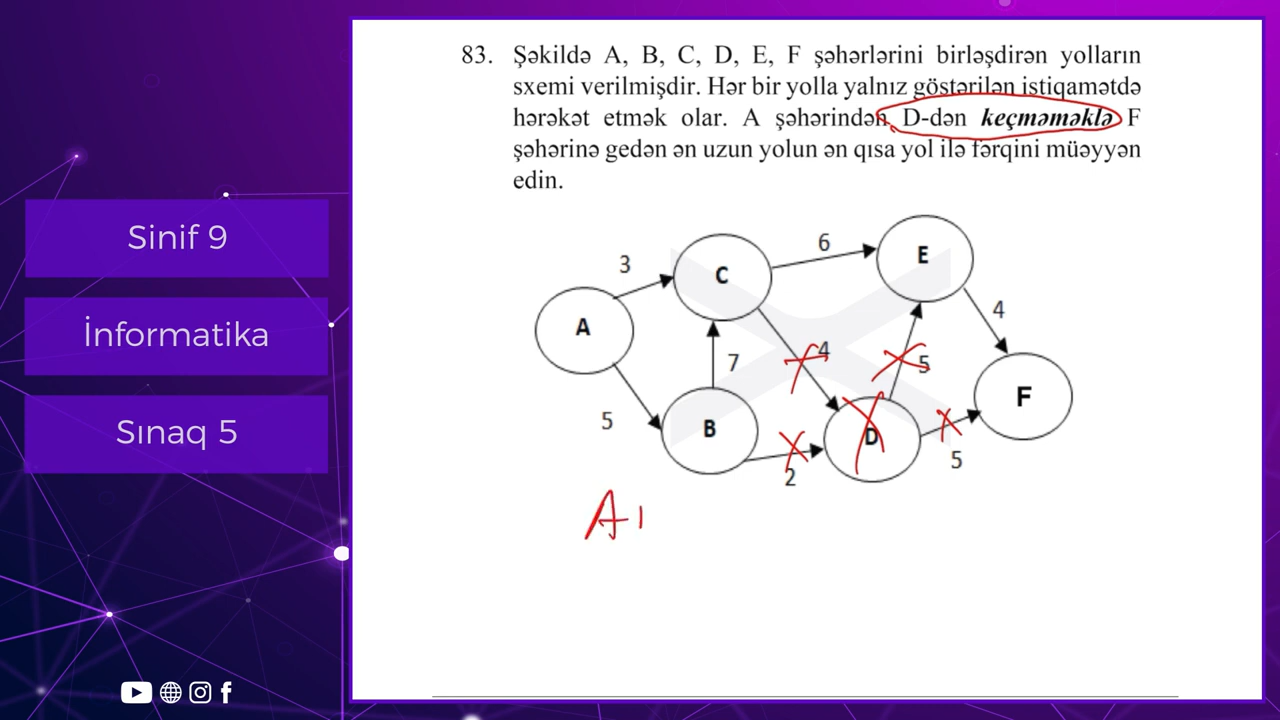 Sinif 9
İnformatika
Sınaq 5
83. Şəkildə A, B, C, D, E, F şəhərlərini birləşdirən yolların
sxemi verilmişdir. Hər bir yolla yalnız göstərilən istiqamətdə
hərəkət etmək olar. A şəhərindən D-dən keçməməklə F
şəhərinə gedən ən uzun yolun ən qısa yol ilə fərqini müəyyən
edin.
6
E
3
C
4
A
7
4
5
F
5
B
D
2
5
A